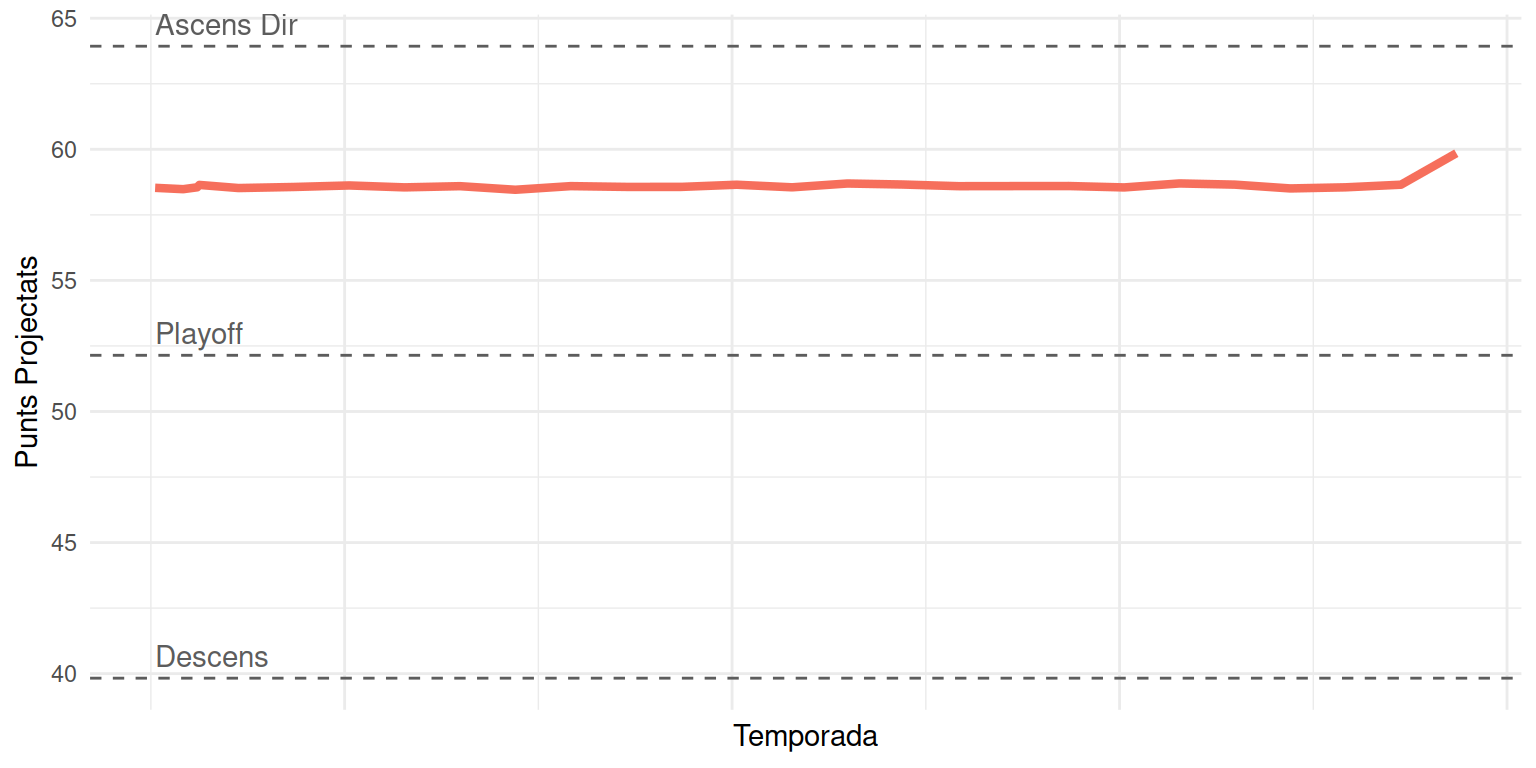 65
Ascens Dir
60
55
Playoff
50
45
Descens
40
Punts Projectats
Temporada